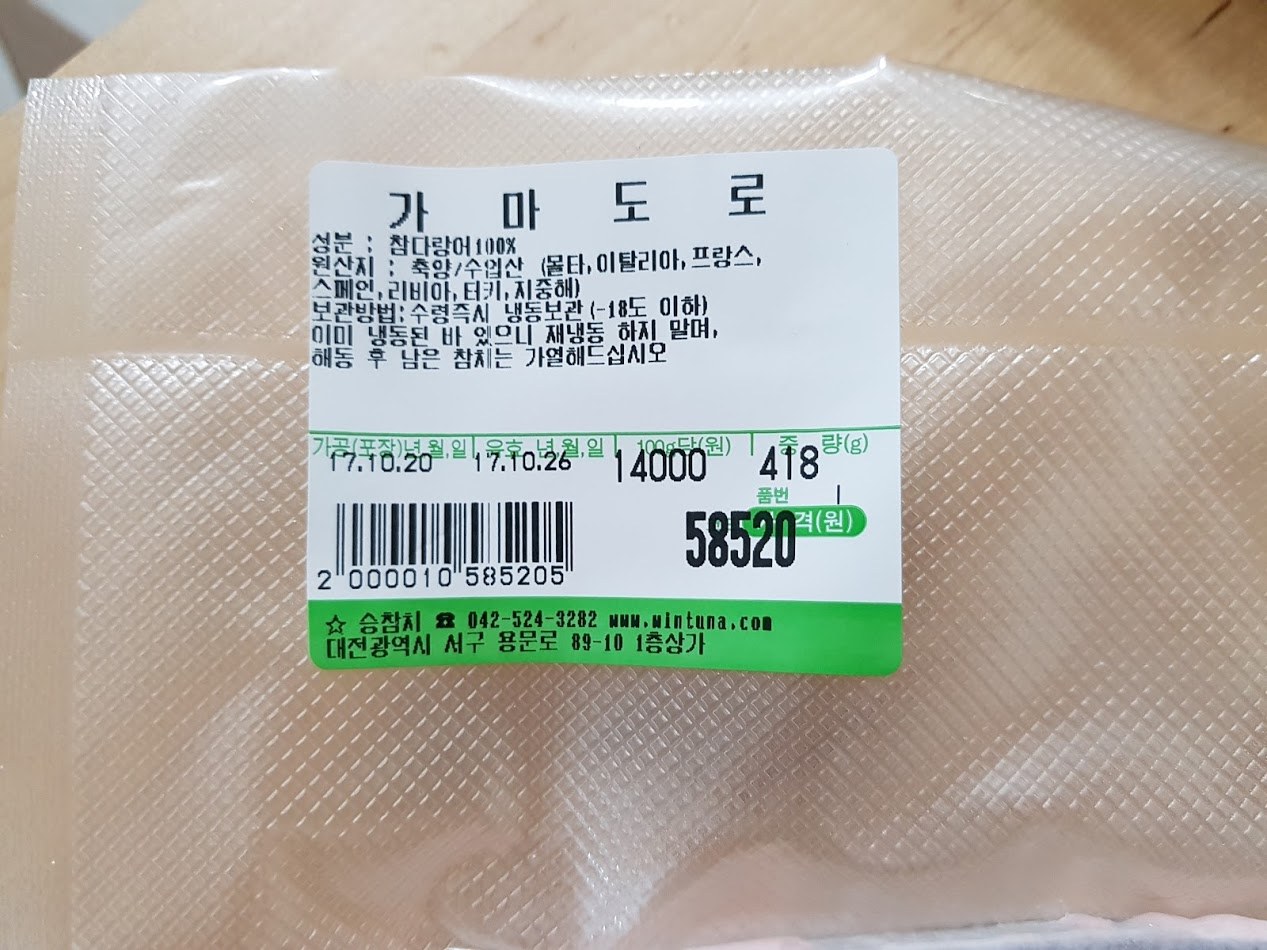 가 마 도 로
성분 : 참다랑어100%
원산지 : 축양/수입산 (몰타,이탈리아,프랑스,
스페인,리비아,터키,지중해)
보관방법:수령즉시 냉동보관(-18도 이하)
이미 냉동된 바 있으니 재냉동 하지 말며,
해동 후 남은 참치는 가열해드십시오
가공(포장)년,월,일 유효 년,월,일 100g당(원) 중 량(g)
17.10.20 17.10.26 14000 418
품번
58520 격(원)
2 000010 585205
☆ 승참치 ☎ 042-524-3282 www.wintuna.com
대전광역시 서구 용문로 89-10 1층상가